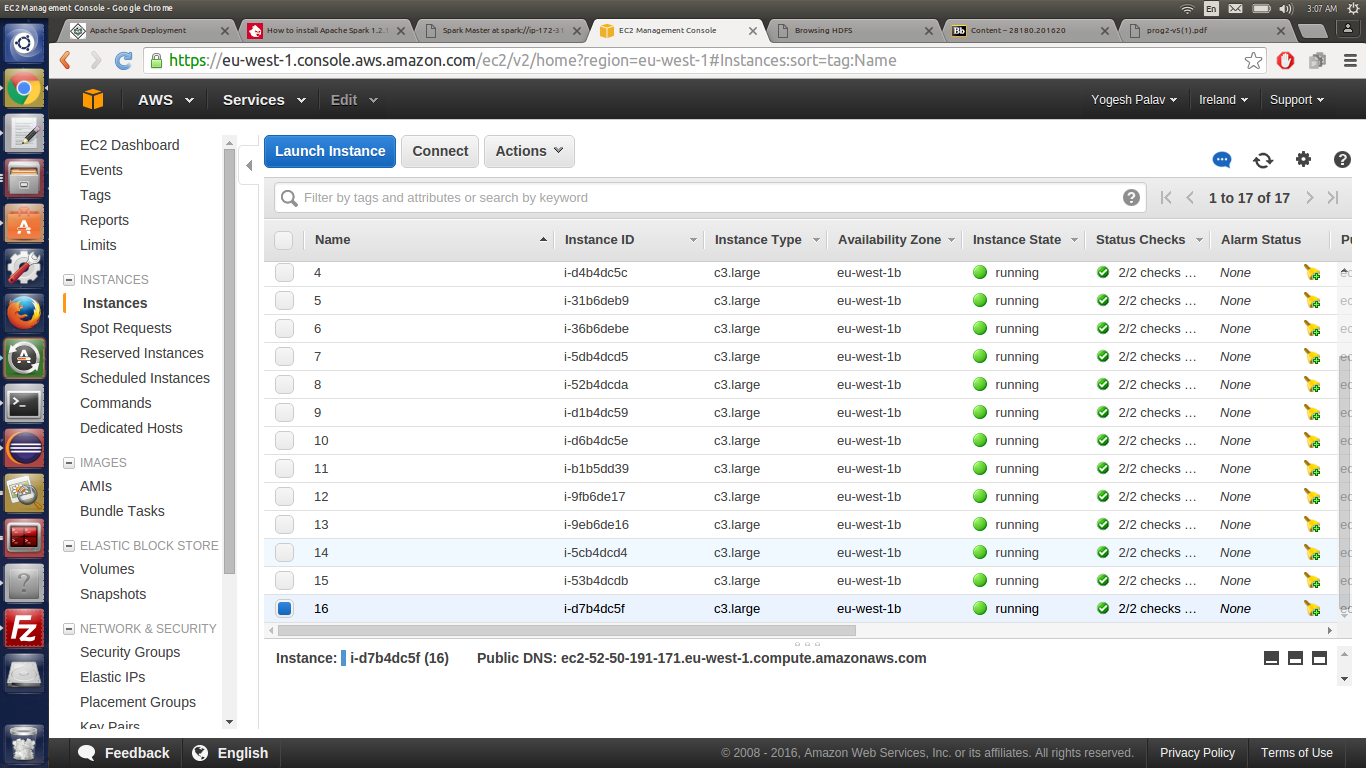 EC2 Management Console - Google Chrome
En
3:07 AM
Apache Spark Deployment
How to install Apache Spark 1.2.
Spark Master at spark://ip-172-3
EC2 Management Console
Browsing HDFS
Bb Content – 28180.201620
prog2-v5(1).pdf
https://eu-west-1.console.aws.amazon.com/ec2/v2/home?region=eu-west-1#Instances:sort=tag:Name
AWS Services Edit
Yogesh Palav Ireland Support
EC2 Dashboard
Events
Tags
Reports
Limits
INSTANCES
Instances
Spot Requests
Reserved Instances
Scheduled Instances
Commands
Dedicated Hosts
IMAGES
AMIs
Bundle Tasks
ELASTIC BLOCK STORE
Volumes
Snapshots
NETWORK & SECURITY
Security Groups
Elastic IPs
Placement Groups
Key Pairs
Launch Instance Connect Actions
Filter by tags and attributes or search by keyword
1 to 17 of 17
Name Instance ID Instance Type Availability Zone Instance State Status Checks Alarm Status
4 i-d4b4dc5c c3.large eu-west-1b running 2/2 checks ... None
5 i-31b6deb9 c3.large eu-west-1b running 2/2 checks ... None
6 i-36b6debe c3.large eu-west-1b running 2/2 checks ... None
7 i-5db4dcd5 c3.large eu-west-1b running 2/2 checks ... None
8 i-52b4dcda c3.large eu-west-1b running 2/2 checks ... None
9 i-d1b4dc59 c3.large eu-west-1b running 2/2 checks ... None
10 i-d6b4dc5e c3.large eu-west-1b running 2/2 checks ... None
11 i-b1b5dd39 c3.large eu-west-1b running 2/2 checks ... None
12 i-9fb6de17 c3.large eu-west-1b running 2/2 checks ... None
13 i-9eb6de16 c3.large eu-west-1b running 2/2 checks ... None
14 i-5cb4dcd4 c3.large eu-west-1b running 2/2 checks ... None
15 i-53b4dcdb c3.large eu-west-1b running 2/2 checks ... None
16 i-d7b4dc5f c3.large eu-west-1b running 2/2 checks ... None
Instance: i-d7b4dc5f (16) Public DNS: ec2-52-50-191-171.eu-west-1.compute.amazonaws.com
Feedback English
© 2008 - 2016, Amazon Web Services, Inc. or its affiliates. All rights reserved. Privacy Policy Terms of Use